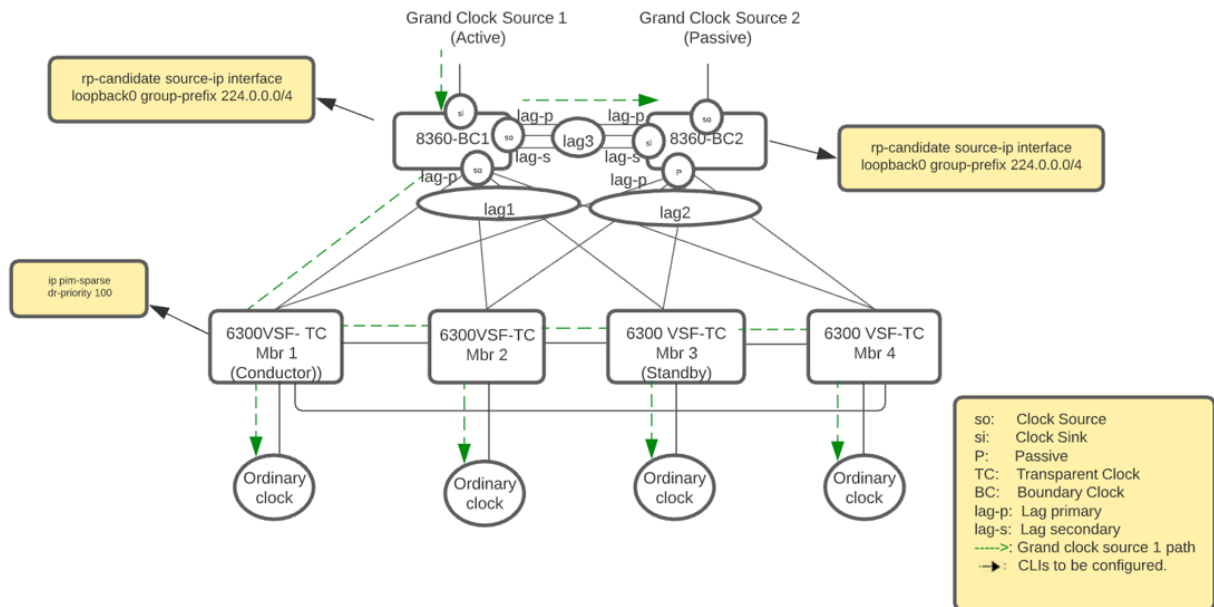 Grand Clock Source 1
(Active)
Grand Clock Source 2
(Passive)
rp-candidate source-ip interface
loopback0 group-prefix 224.0.0.0/4
si
8360-BC1
so
lag-p
lag-s
lag3
lag-p
lag-s
si
so
8360-BC2
rp-candidate source-ip interface
loopback0 group-prefix 224.0.0.0/4
lag-p
so
lag-p
P
lag1
lag2
ip pim-sparse
dr-priority 100
6300VSF- TC
Mbr 1
(Conductor))
6300VSF-TC
Mbr 2
6300 VSF-TC
Mbr 3
(Standby)
6300 VSF-TC
Mbr 4
Ordinary
clock
Ordinary
clock
Ordinary
clock
Ordinary
clock
so: Clock Source
si: Clock Sink
P: Passive
TC: Transparent Clock
BC: Boundary Clock
lag-p: Lag primary
lag-s: Lag secondary
: Grand clock source 1 path
: CLIs to be configured.